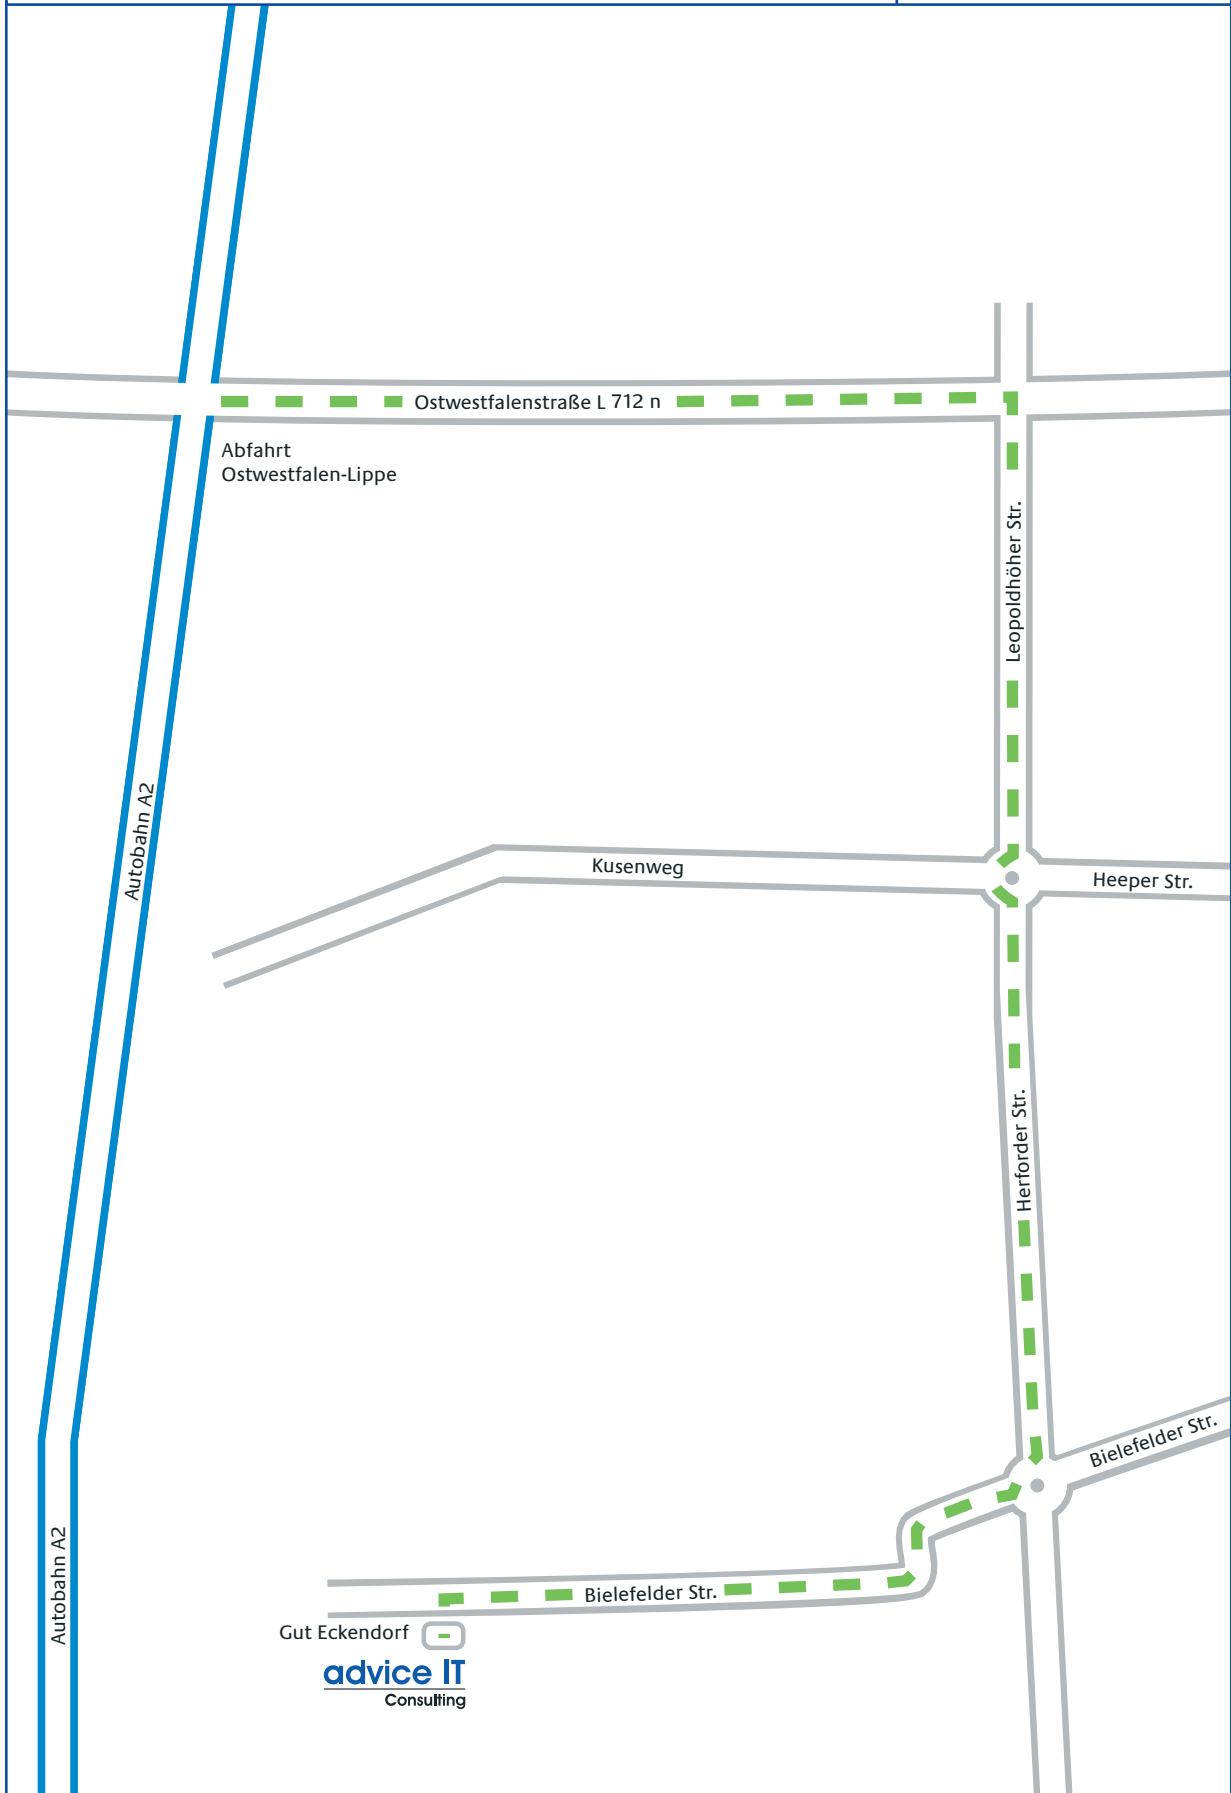 Ostwestfalenstraße L 712 n
Abfahrt
Ostwestfalen-Lippe
Leopoldhöher Str.
Autobahn A2
Kusenweg
Heeper Str.
Herforder Str.
Bielefelder Str.
Autobahn A2
Bielefelder Str.
Gut Eckendorf
advice IT
Consulting